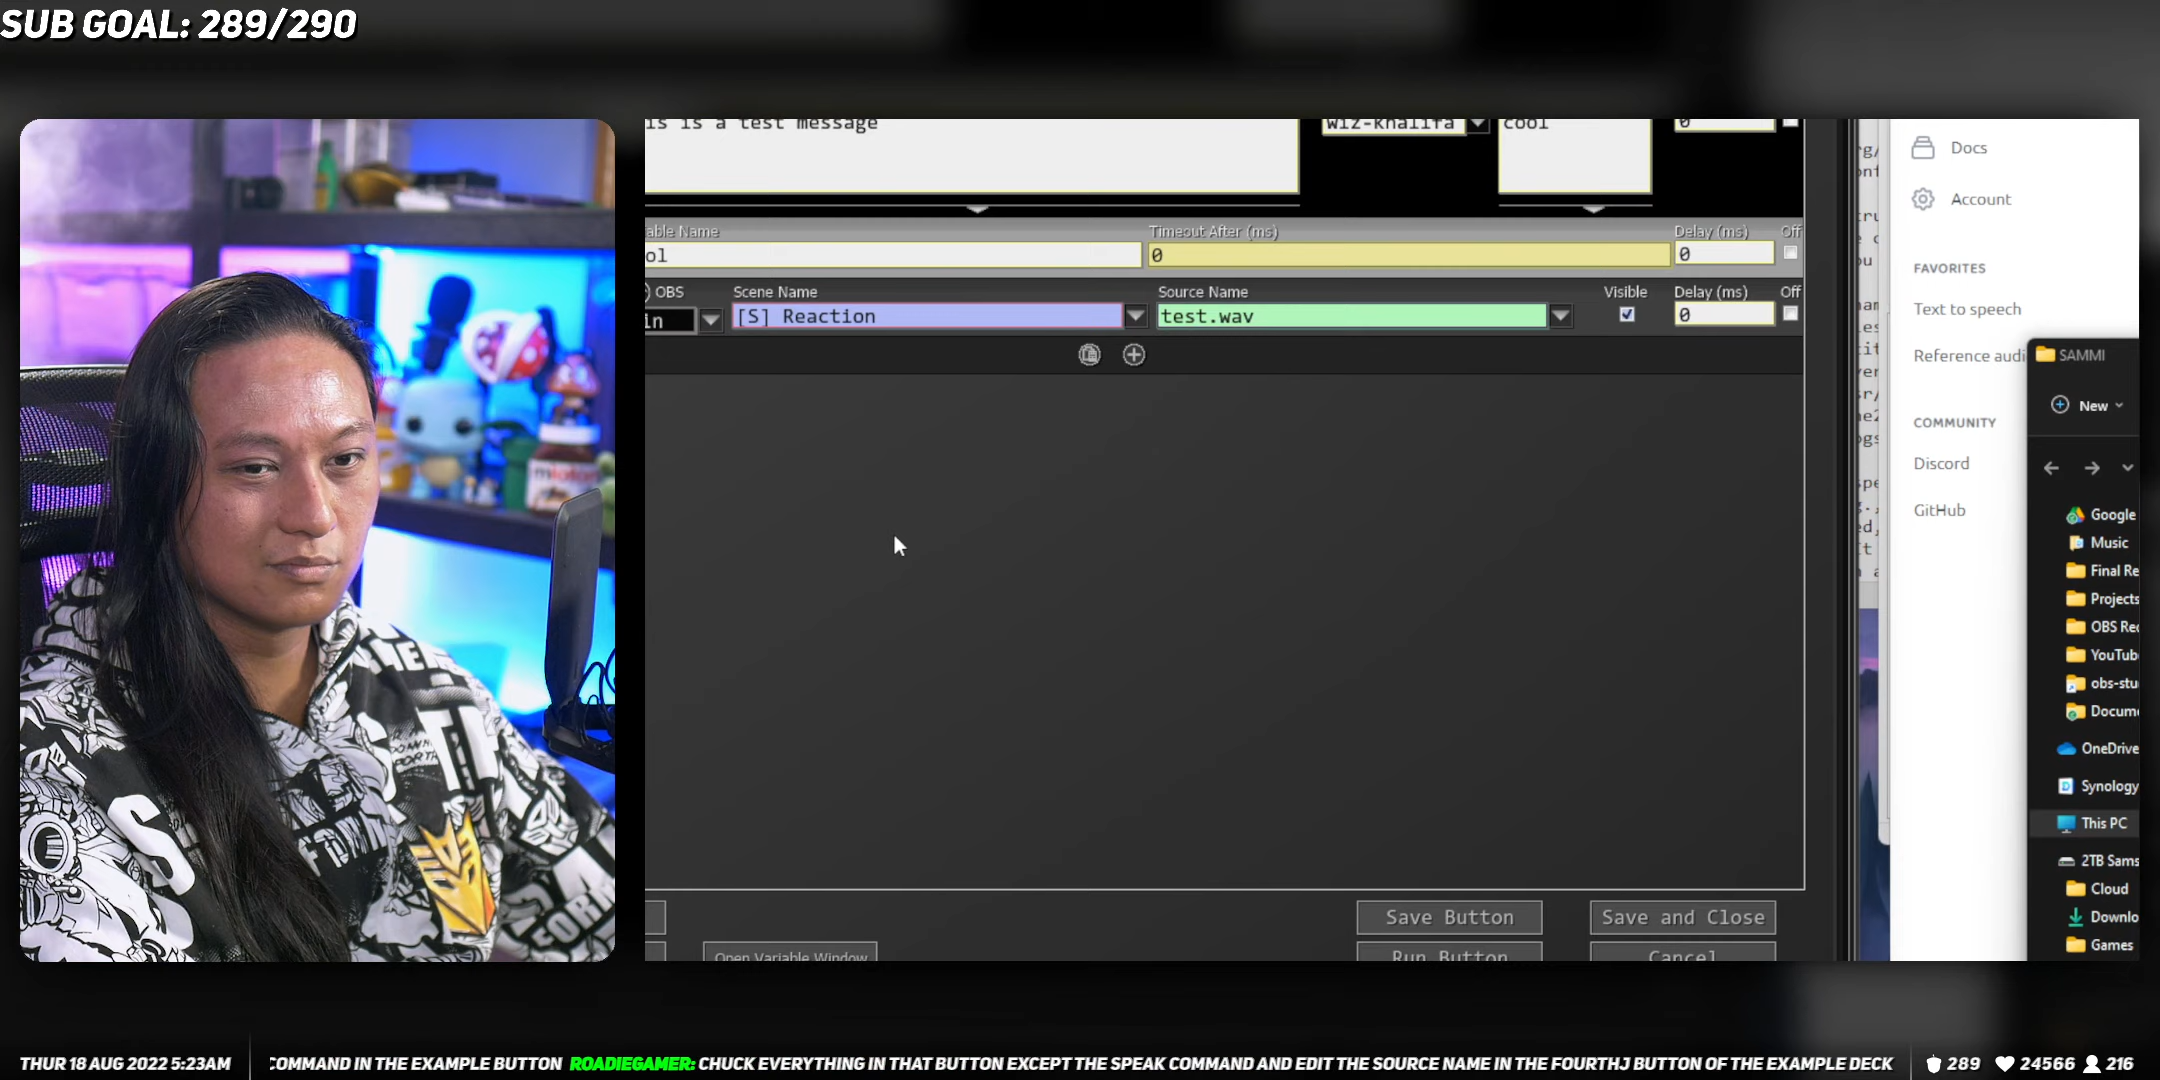 SUB GOAL: 289/290
is is a test message
wiz-khalifa
cool
0
able Name
Timeout After (ms)
Delay (ms)
Off
ol
0
0
OBS
Scene Name
Source Name
Visible
Delay (ms)
Off
in
[S] Reaction
test.wav
0
Save Button
Save and Close
Open Variable Window
Run Button
Cancel
Docs
Account
FAVORITES
Text to speech
Reference audi
COMMUNITY
Discord
GitHub
SAMMI
New
Google
Music
Final Re
Projects
OBS Rec
YouTub
obs-stu
Docume
OneDrive
Synology
This PC
2TB Sams
Cloud
Downlo
Games
THUR 18 AUG 2022 5:23AM
COMMAND IN THE EXAMPLE BUTTON ROADIEGAMER: CHUCK EVERYTHING IN THAT BUTTON EXCEPT THE SPEAK COMMAND AND EDIT THE SOURCE NAME IN THE FOURTHJ BUTTON OF THE EXAMPLE DECK
289 24566 216